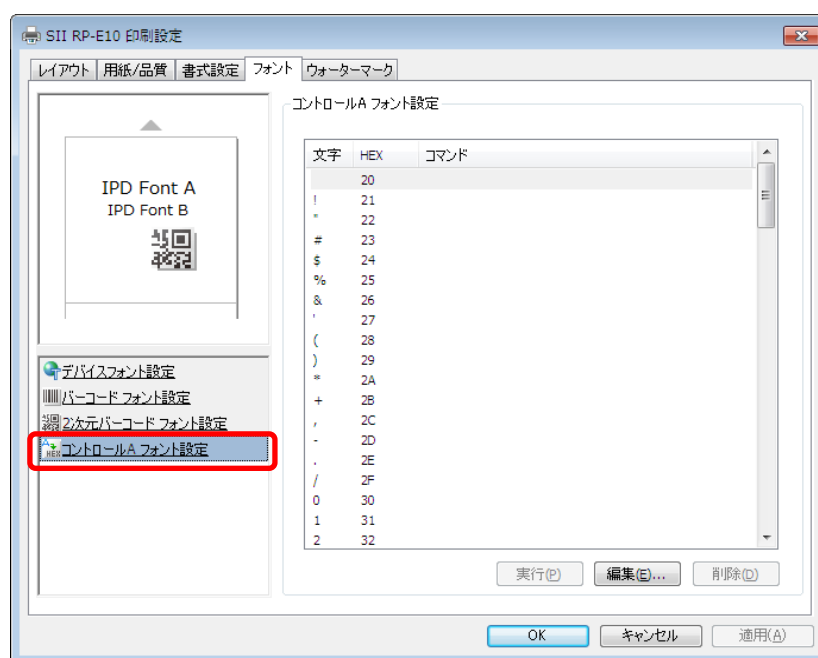 SII RP-E10 印刷設定
レイアウト 用紙/品質 書式設定 フォント ウォーターマーク
IPD Font A
IPD Font B
デバイスフォント設定
バーコード フォント設定
2次元バーコード フォント設定
A HEX コントロールA フォント設定
コントロールA フォント設定
文字 HEX コマンド
20
! 21
" 22
# 23
$ 24
% 25
& 26
' 27
( 28
) 29
* 2A
+ 2B
, 2C
- 2D
. 2E
/ 2F
0 30
1 31
2 32
実行(P) 編集(E)... 削除(D)
OK キャンセル 適用(A)